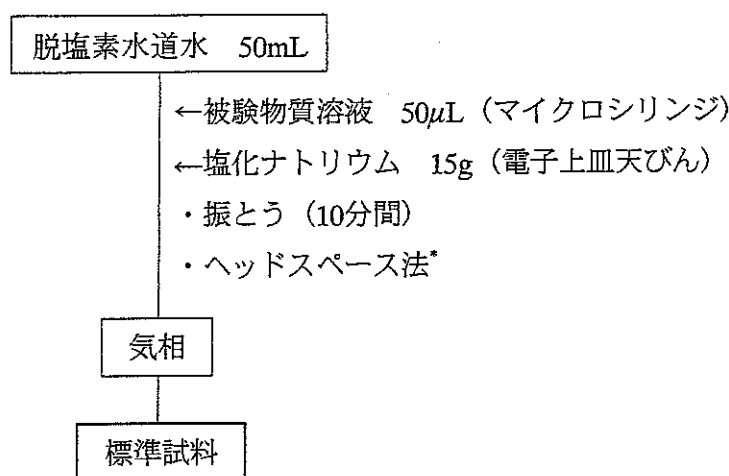 脱塩素水道水 50mL
←被験物質溶液 50μL（マイクロシリンジ）
←塩化ナトリウム 15g（電子上皿天びん）
・振とう（10分間）
・ヘッドスペース法*
気相
標準試料